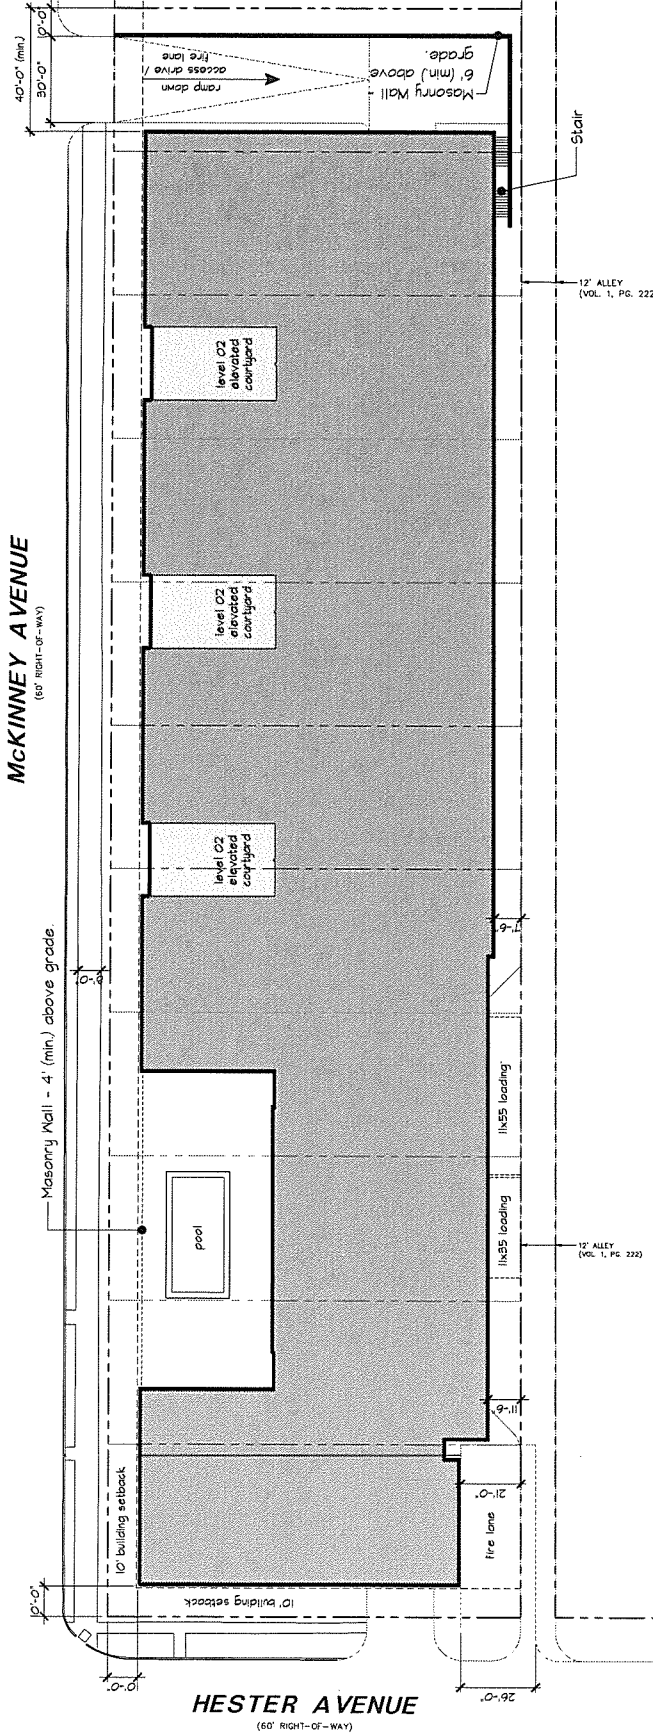 40'-0" (min.)
30'-0"
10'-0"
ramp down
access drive /
fire lane
Masonry Wall -
6' (min.) above
grade.
Stair
12' ALLEY
(VOL. 1, PG. 222
level 02
elevated
courtyard
McKINNEY AVENUE
(60' RIGHT-OF-WAY)
level 02
elevated
courtyard
level 02
elevated
courtyard
7'-6"
Masonry Wall - 4' (min.) above grade.
11x55 loading
pool
11x35 loading
12' ALLEY
(VOL. 1, PG. 222)
11'-6"
10' building setback
21'-0"
fire lane
10'-0"
10' building setback
10'-0"
26'-0"
HESTER AVENUE
(60' RIGHT-OF-WAY)